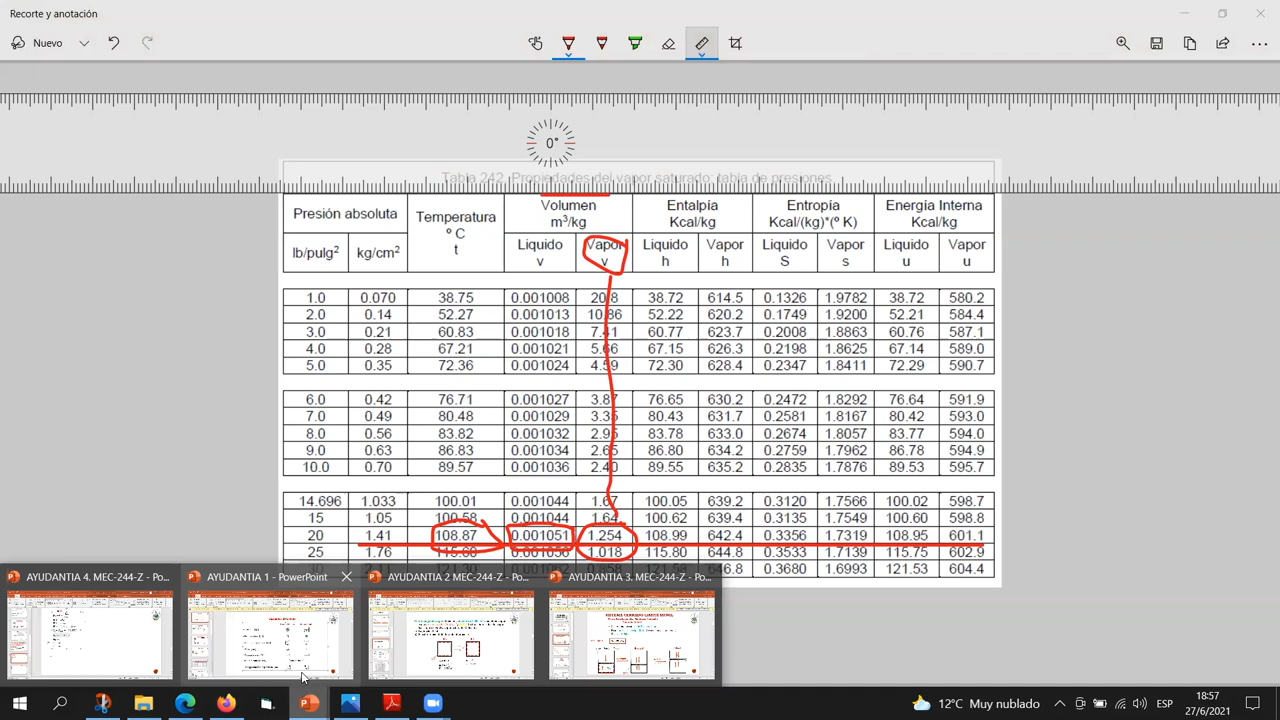 Recorte y anotación
Nuevo
0°
Tabla 242. Propiedades del vapor saturado: tabla de presiones
Presión absoluta Temperatura º C t Volumen m³/kg Entalpía Kcal/kg Entropía Kcal/(kg)*(º K) Energía Interna Kcal/kg
lb/pulg² kg/cm² Liquido v Vapor v Liquido h Vapor h Liquido S Vapor s Liquido u Vapor u
1.0 0.070 38.75 0.001008 20.8 38.72 614.5 0.1326 1.9782 38.72 580.2
2.0 0.14 52.27 0.001013 10.86 52.22 620.2 0.1749 1.9200 52.21 584.4
3.0 0.21 60.83 0.001018 7.41 60.77 623.7 0.2008 1.8863 60.76 587.1
4.0 0.28 67.21 0.001021 5.66 67.15 626.3 0.2198 1.8625 67.14 589.0
5.0 0.35 72.36 0.001024 4.59 72.30 628.4 0.2347 1.8411 72.29 590.7
6.0 0.42 76.71 0.001027 3.87 76.65 630.2 0.2472 1.8292 76.64 591.9
7.0 0.49 80.48 0.001029 3.35 80.43 631.7 0.2581 1.8167 80.42 593.0
8.0 0.56 83.82 0.001032 2.95 83.78 633.0 0.2674 1.8057 83.77 594.0
9.0 0.63 86.83 0.001034 2.65 86.80 634.2 0.2759 1.7962 86.78 594.9
10.0 0.70 89.57 0.001036 2.40 89.55 635.2 0.2835 1.7876 89.53 595.7
14.696 1.033 100.01 0.001044 1.67 100.05 639.2 0.3120 1.7566 100.02 598.7
15 1.05 100.58 0.001044 1.64 100.62 639.4 0.3135 1.7549 100.60 598.8
20 1.41 108.87 0.001051 1.254 108.99 642.4 0.3356 1.7319 108.95 601.1
25 1.76 115.60 0.001056 1.018 115.80 644.8 0.3533 1.7139 115.75 602.9
0.3680 1.6993 121.53 604.4
AYUDANTIA 4. MEC-244-Z - Po...
AYUDANTIA 1 - PowerPoint
AYUDANTIA 2 MEC-244-Z - Po...
AYUDANTIA 3. MEC-244-Z - Po...
12°C Muy nublado
ESP
18:57
27/6/2021